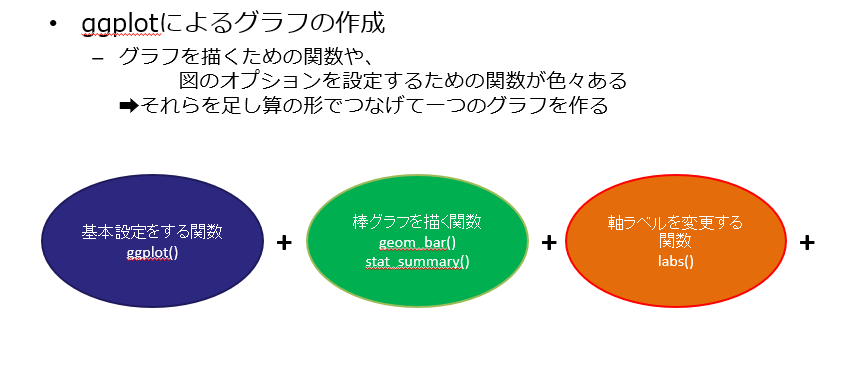 • ggplotによるグラフの作成
– グラフを描くための関数や、
図のオプションを設定するための関数が色々ある
➡それらを足し算の形でつなげて一つのグラフを作る
基本設定をする関数
ggplot()
+
棒グラフを描く関数
geom_bar()
stat_summary()
+
軸ラベルを変更する
関数
labs()
+